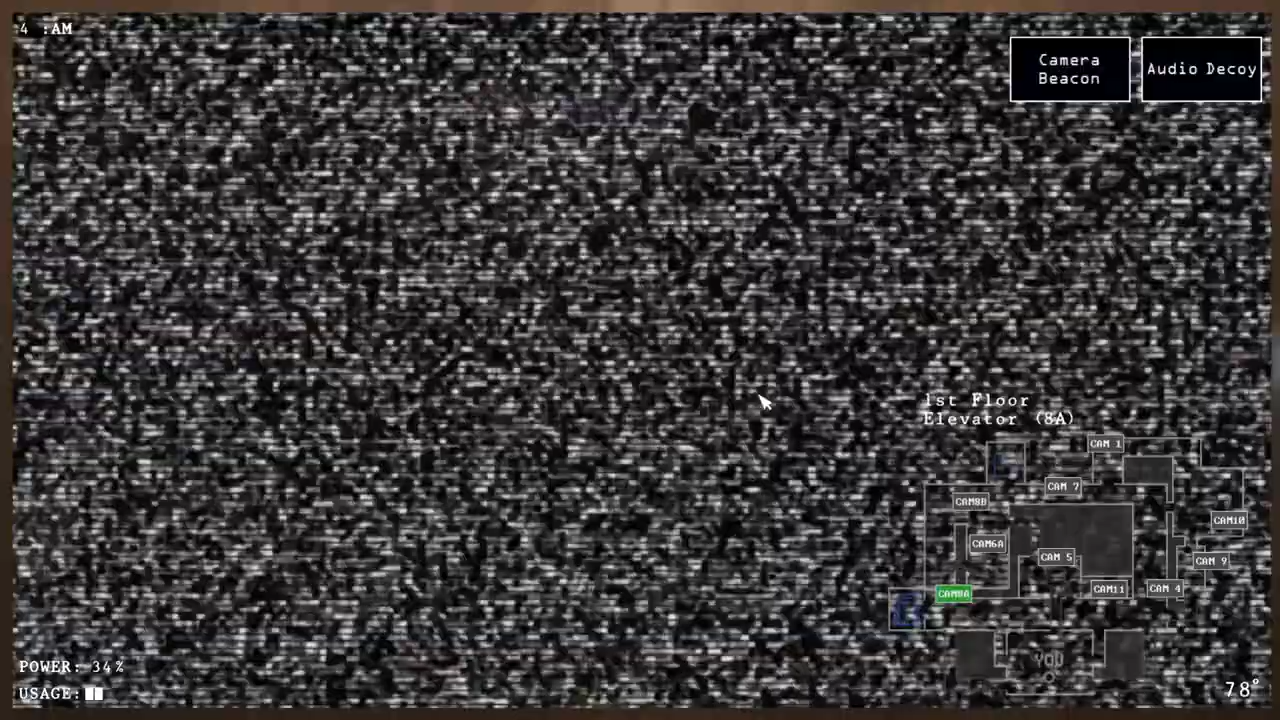 4 :AM
Camera
Beacon
Audio Decoy
1st Floor
Elevator (8A)
CAM 1
CAM 7
CAM8B
CAM10
CAM6A
CAM 5
CAM 9
CAM8A
CAM11
CAM 4
YOU
POWER: 34%
USAGE:
78°